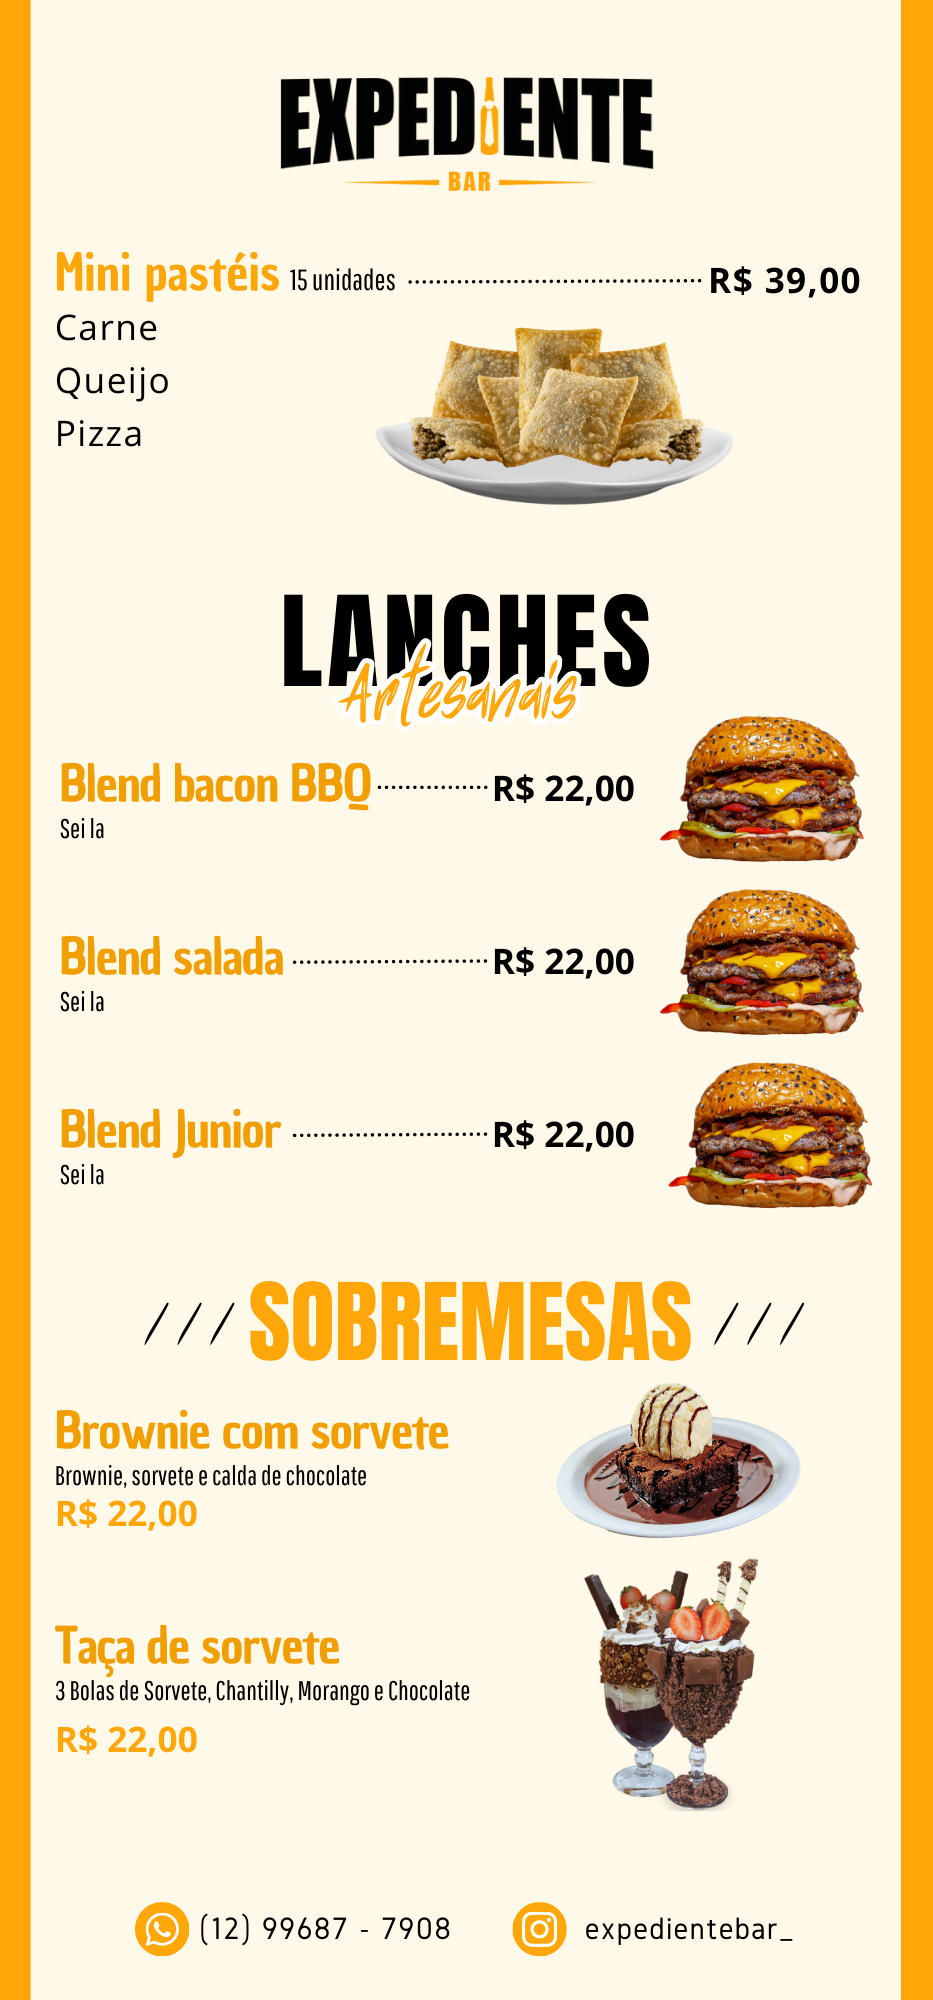 EXPEDIENTE
BAR
Mini pastéis 15 unidades R$ 39,00
Carne
Queijo
Pizza
LANCHES
Artesanais
Blend bacon BBQ R$ 22,00
Sei la
Blend salada R$ 22,00
Sei la
Blend Junior R$ 22,00
Sei la
/// SOBREMESAS ///
Brownie com sorvete
Brownie, sorvete e calda de chocolate
R$ 22,00
Taça de sorvete
3 Bolas de Sorvete, Chantilly, Morango e Chocolate
R$ 22,00
(12) 99687 - 7908 expedientebar_